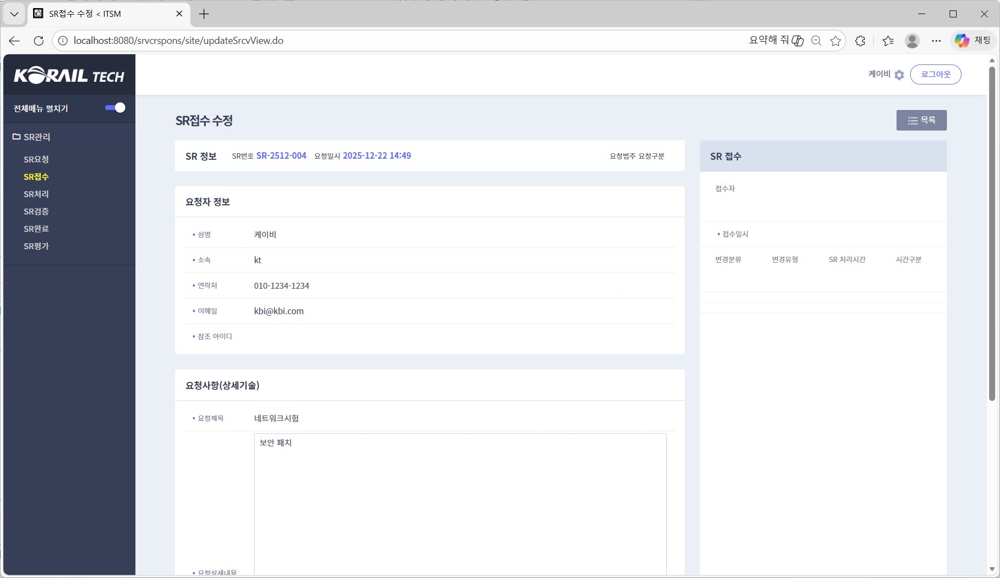 SR접수 수정 < ITSM
localhost:8080/srvcrspons/site/updateSrcvView.do
요약해 줘
채팅
KORAIL TECH
케이비
로그아웃
전체메뉴 펼치기
SR관리
SR요청
SR접수
SR처리
SR검증
SR완료
SR평가
SR접수 수정
목록
SR 정보 SR번호 SR-2512-004 요청일시 2025-12-22 14:49 요청범주 요청구분
요청자 정보
성명 케이비
소속 kt
연락처 010-1234-1234
이메일 kbi@kbi.com
참조 아이디
요청사항(상세기술)
요청제목 네트워크시험
보안 패치
요청상세내용
SR 접수
접수자
접수일시
변경분류 변경유형 SR 처리시간 시간구분